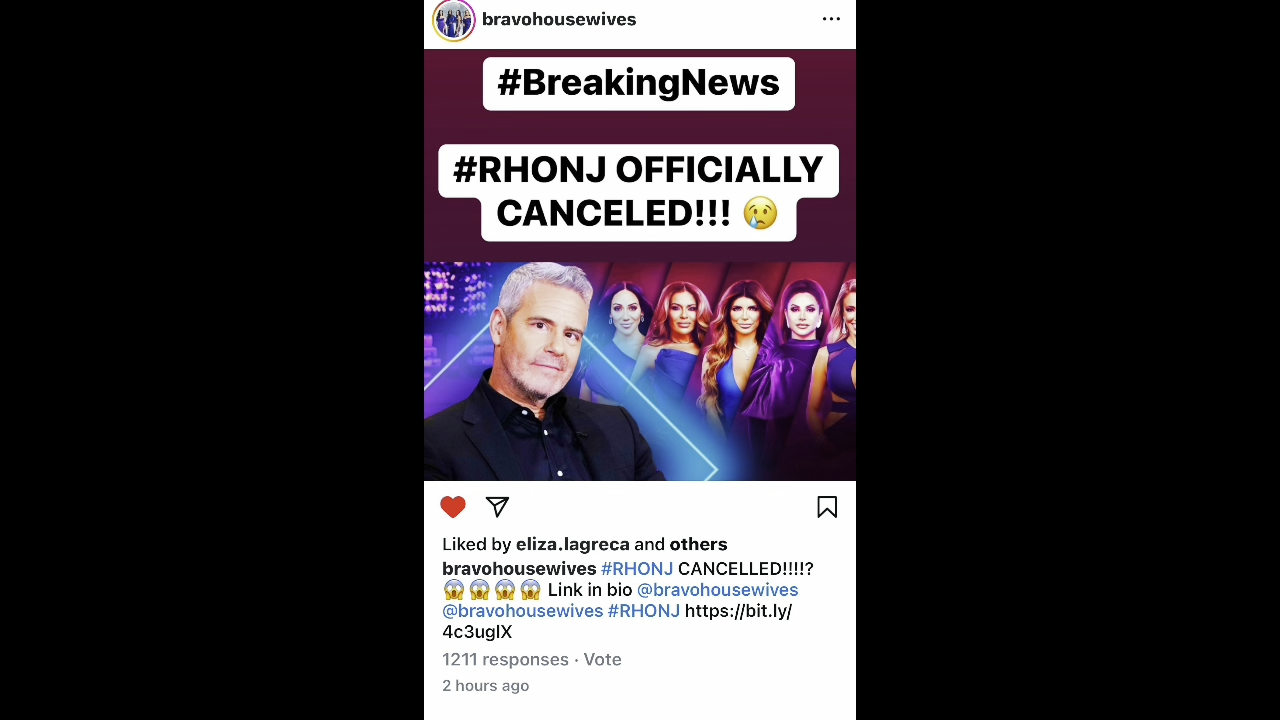 bravohousewives
#BreakingNews
#RHONJ OFFICIALLY
CANCELED!!! 😢
Liked by eliza.lagreca and others
bravohousewives #RHONJ CANCELLED!!!!?
😱 😱 😱 😱 Link in bio @bravohousewives
@bravohousewives #RHONJ https://bit.ly/
4c3uglX
1211 responses · Vote
2 hours ago